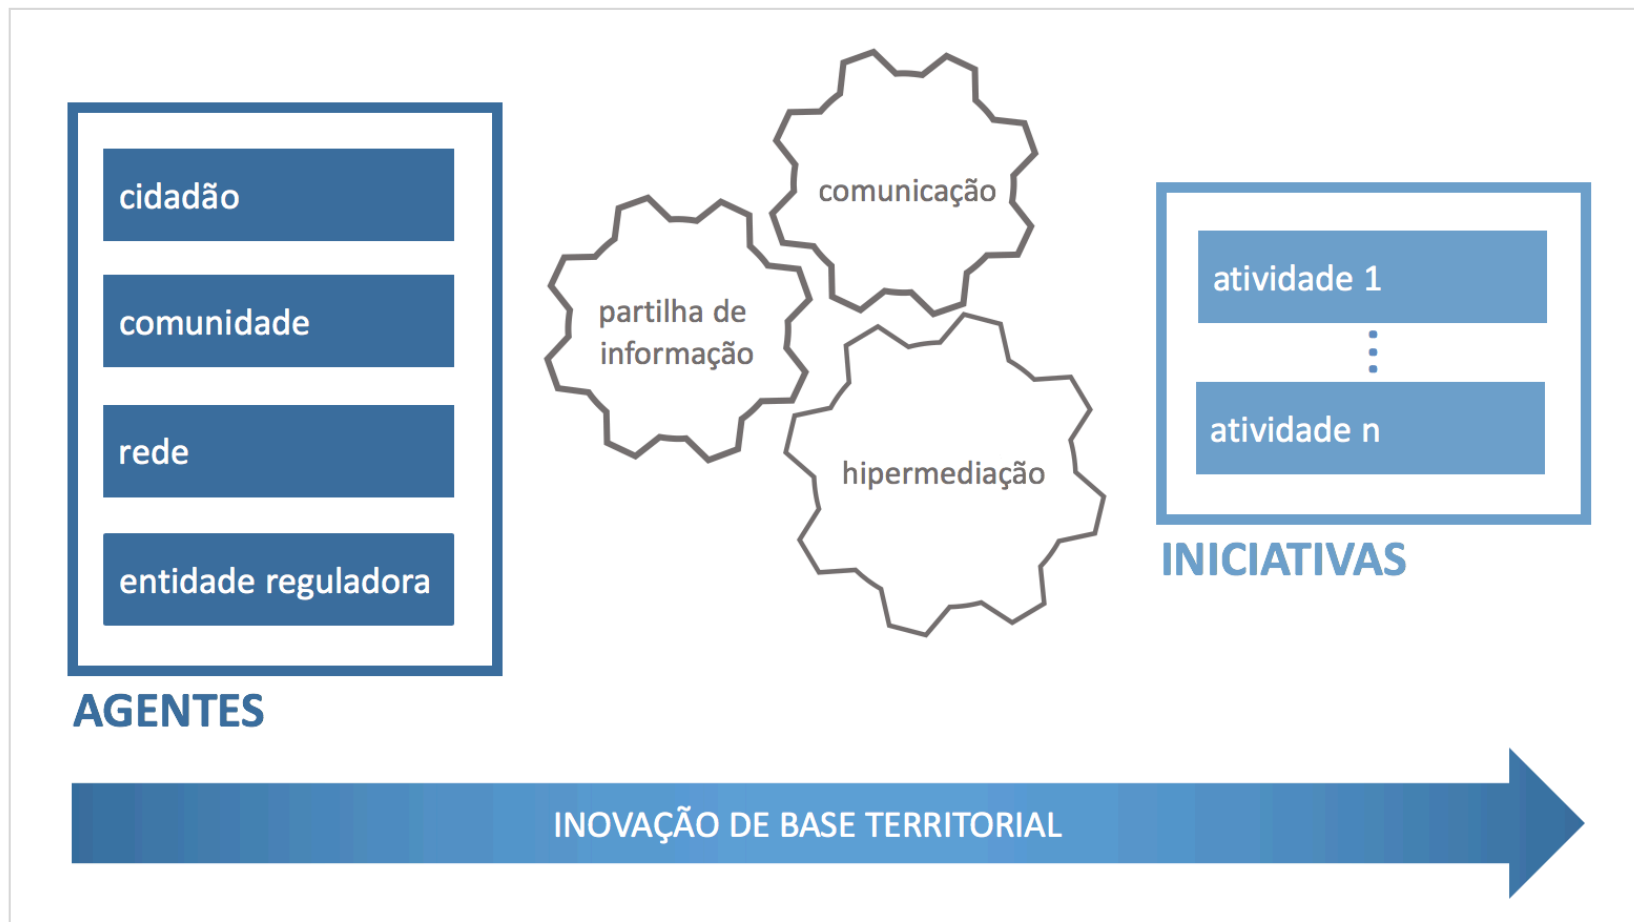 cidadão
comunidade
rede
entidade reguladora
AGENTES
partilha de
informação
comunicação
hipermediação
atividade 1
atividade n
INICIATIVAS
INOVAÇÃO DE BASE TERRITORIAL